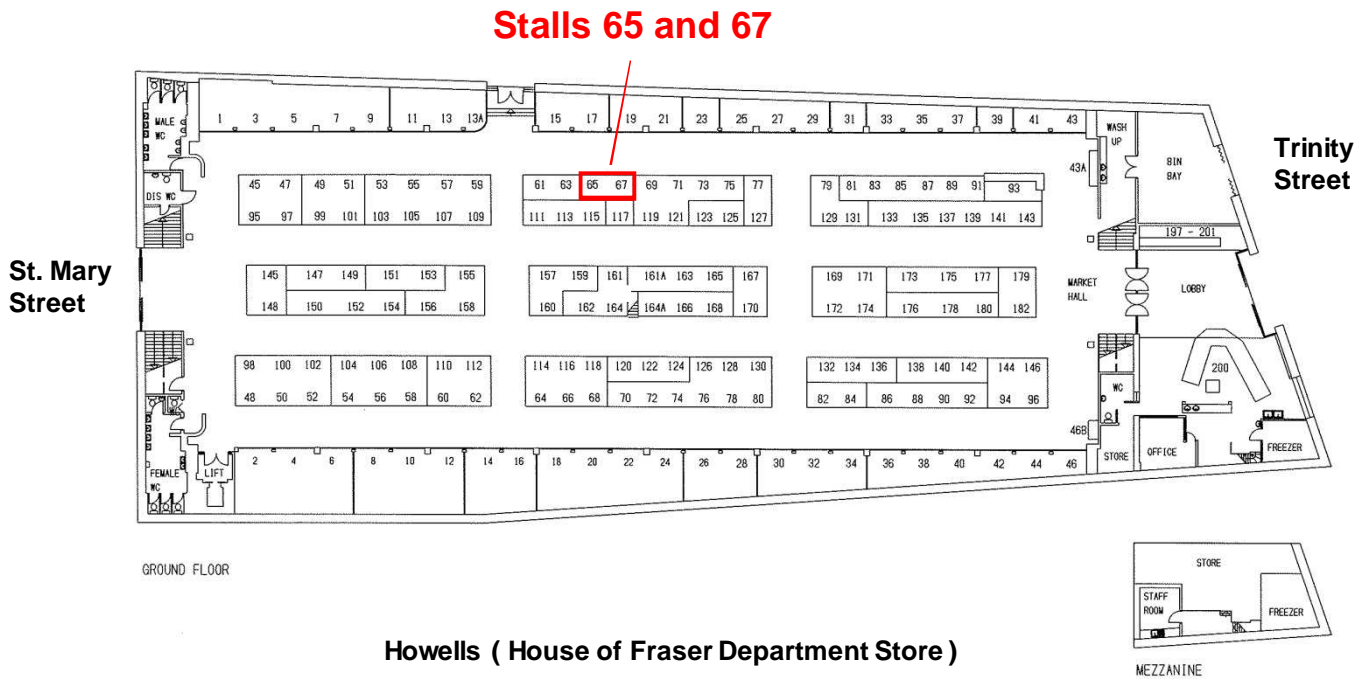 Stalls 65 and 67
1 3 5 7 9 11 13 13A 15 17 19 21 23 25 27 29 31 33 35 37 39 41 43
MALE
WC
WASH
UP
BIN
BAY
Trinity
Street
43A
DIS WC
45 47 49 51 53 55 57 59 61 63 65 67 69 71 73 75 77 79 81 83 85 87 89 91 93
95 97 99 101 103 105 107 109 111 113 115 117 119 121 123 125 127 129 131 133 135 137 139 141 143
197 - 201
St. Mary
Street
145 147 149 151 153 155 157 159 161 161A 163 165 167 169 171 173 175 177 179
148 150 152 154 156 158 160 162 164 164A 166 168 170 172 174 176 178 180 182
MARKET
HALL
LOBBY
98 100 102 104 106 108 110 112 114 116 118 120 122 124 126 128 130 132 134 136 138 140 142 144 146
48 50 52 54 56 58 60 62 64 66 68 70 72 74 76 78 80 82 84 86 88 90 92 94 96
200
WC
46B
FEMALE
WC
LIFT
2 4 6 8 10 12 14 16 18 20 22 24 26 28 30 32 34 36 38 40 42 44 46
STORE
OFFICE
FREEZER
GROUND FLOOR
STORE
STAFF
ROOM
FREEZER
Howells ( House of Fraser Department Store )
MEZZANINE